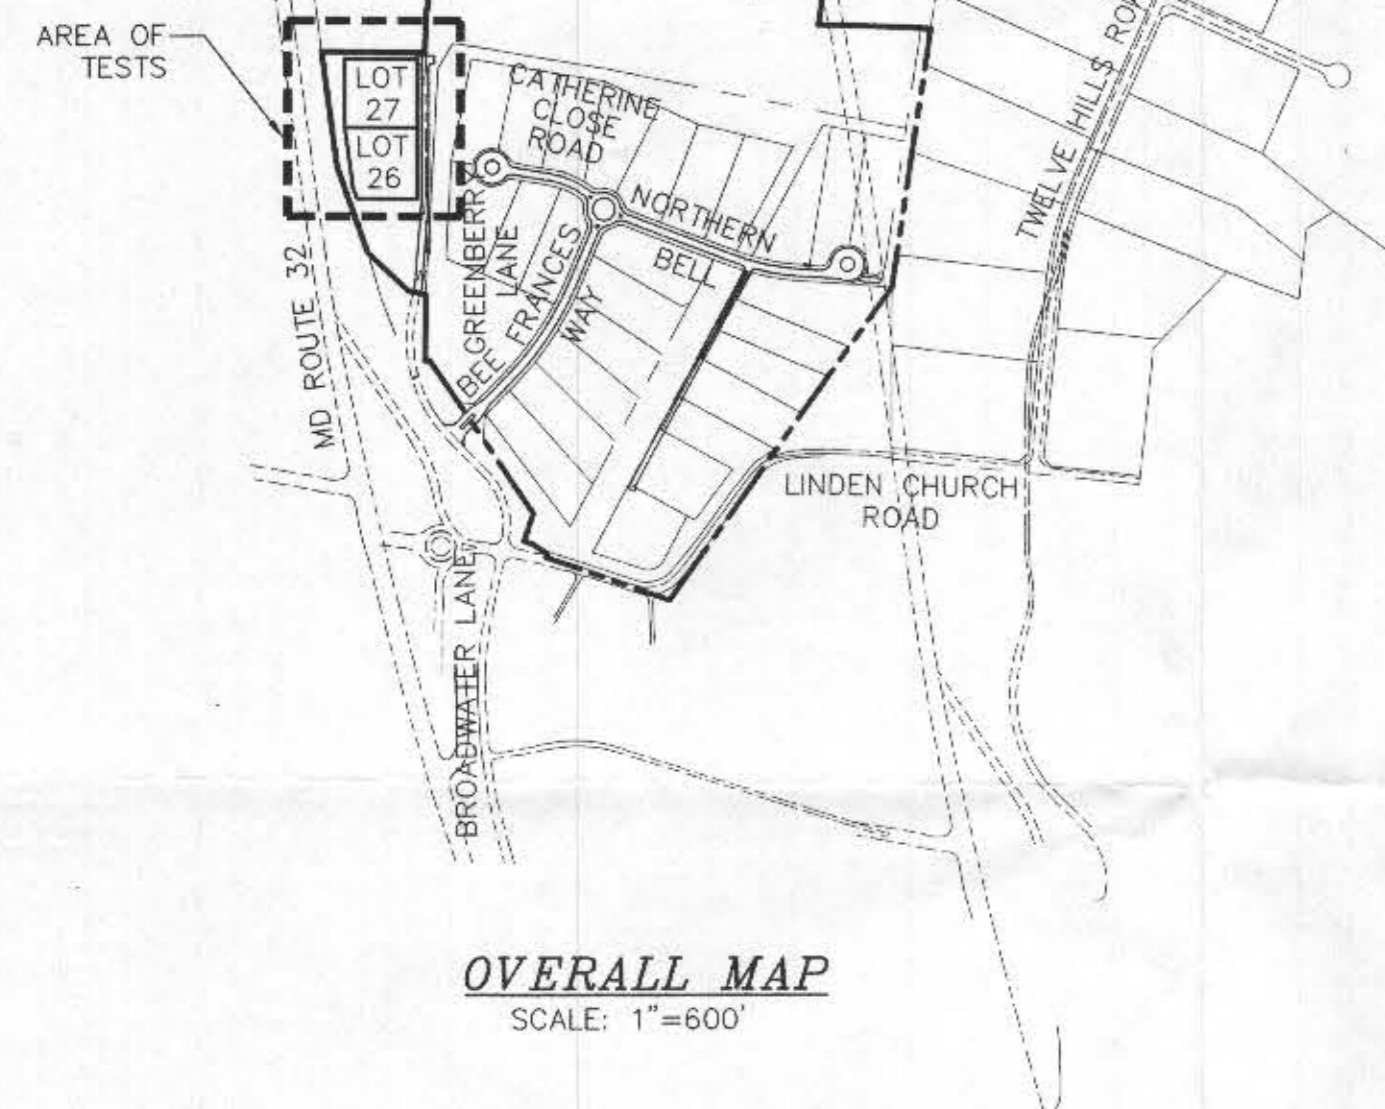 AREA OF
TESTS
LOT
27
LOT
26
CATHERINE
CLOSE
ROAD
NORTHERN
BELL
GREENBERRY
LANE
BEE FRANCES
WAY
MD ROUTE 32
TWELVE HILLS
LINDEN CHURCH
ROAD
BROADWATER LANE
OVERALL MAP
SCALE: 1"=600'